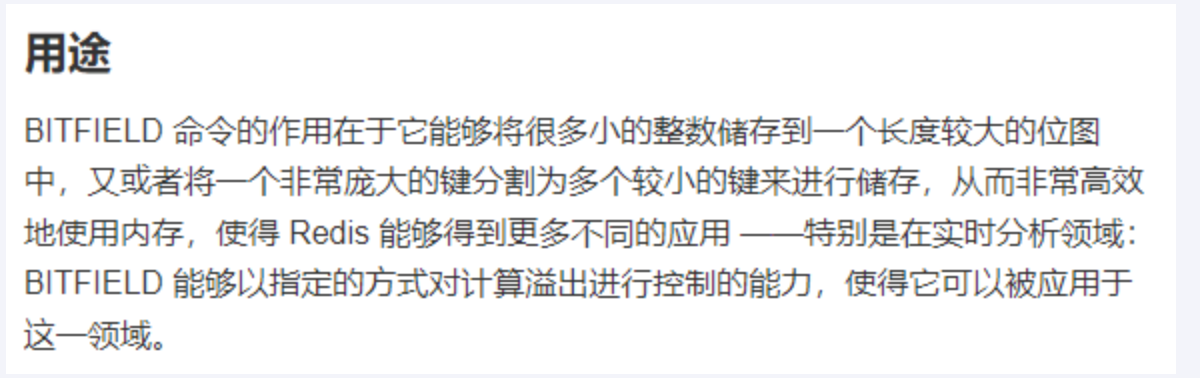 用途
BITFIELD 命令的作用在于它能够将很多小的整数储存到一个长度较大的位图
中，又或者将一个非常庞大的键分割为多个较小的键来进行储存，从而非常高效
地使用内存，使得 Redis 能够得到更多不同的应用 ——特别是在实时分析领域：
BITFIELD 能够以指定的方式对计算溢出进行控制的能力，使得它可以被应用于
这一领域。